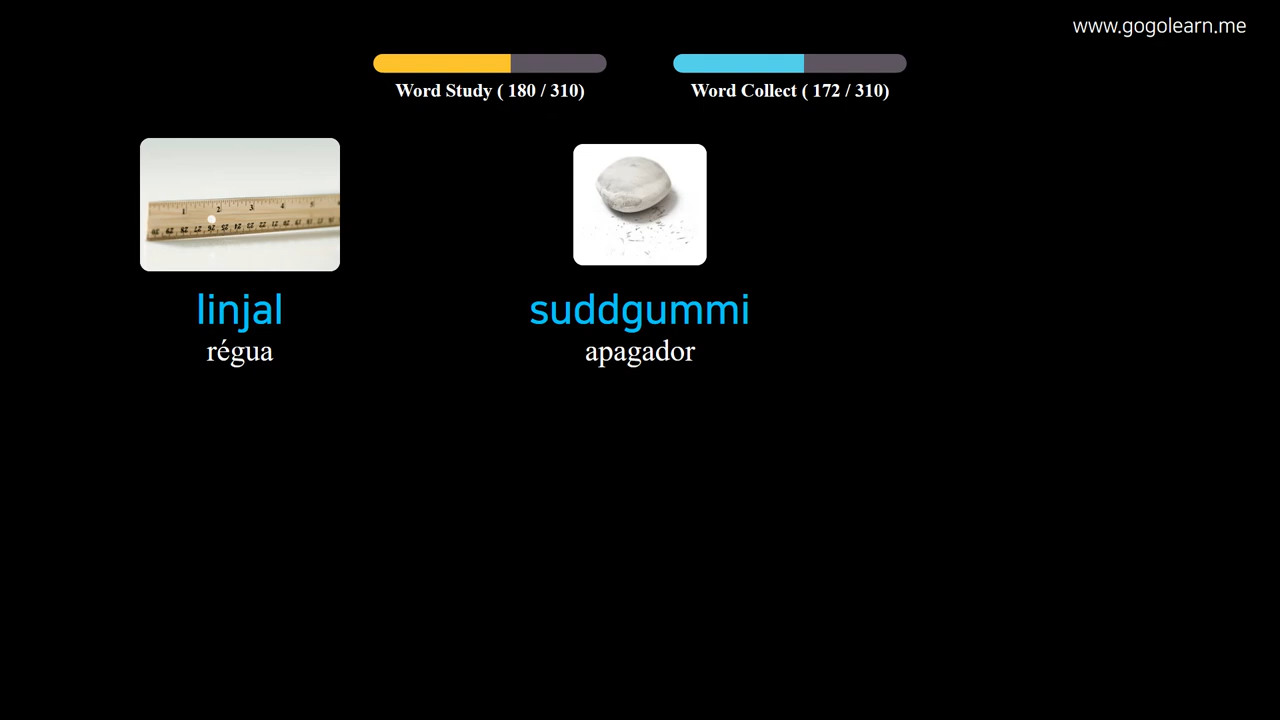 www.gogolearn.me
Word Study ( 180 / 310)
Word Collect ( 172 / 310)
linjal
régua
suddgummi
apagador